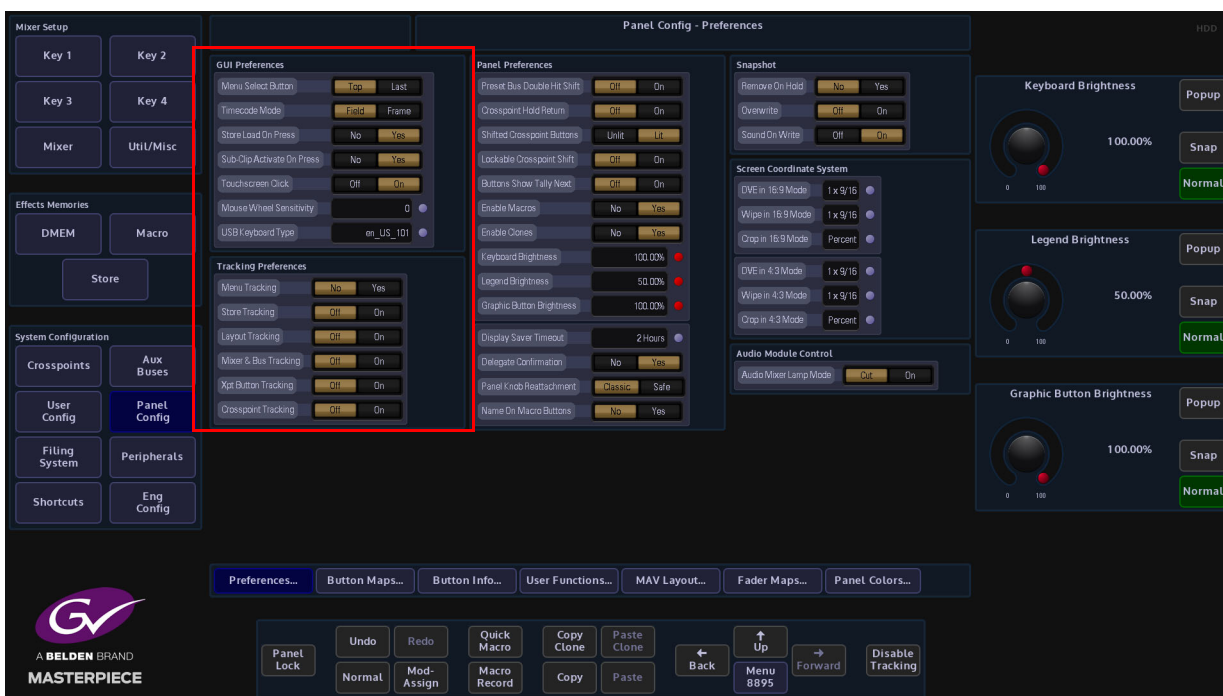 Mixer Setup
Key 1
Key 2
Key 3
Key 4
Mixer
Util/Misc
Effects Memories
DMEM
Macro
Store
System Configuration
Crosspoints
Aux
Buses
User
Config
Panel
Config
Filing
System
Peripherals
Shortcuts
Eng
Config
GV
A BELDEN BRAND
MASTERPIECE
Panel Config - Preferences
HDD
GUI Preferences
Menu Select Button Top Last
Timecode Mode Field Frame
Store Load On Press No Yes
Sub-Clip Activate On Press No Yes
Touchscreen Click Off On
Mouse Wheel Sensitivity 0
USB Keyboard Type en_US_101
Tracking Preferences
Menu Tracking No Yes
Store Tracking Off On
Layout Tracking Off On
Mixer & Bus Tracking Off On
Xpt Button Tracking Off On
Crosspoint Tracking Off On
Panel Preferences
Preset Bus Double Hit Shift Off On
Crosspoint Hold Return Off On
Shifted Crosspoint Buttons Unlit Lit
Lockable Crosspoint Shift Off On
Buttons Show Tally Next Off On
Enable Macros No Yes
Enable Clones No Yes
Keyboard Brightness 100.00%
Legend Brightness 50.00%
Graphic Button Brightness 100.00%
Display Saver Timeout 2 Hours
Delegate Confirmation No Yes
Panel Knob Reattachment Classic Safe
Name On Macro Buttons No Yes
Snapshot
Remove On Hold No Yes
Overwrite Off On
Sound On Write Off On
Screen Coordinate System
DVE in 16:9 Mode 1 x 9/16
Wipe in 16:9 Mode 1 x 9/16
Crop in 16:9 Mode Percent
DVE in 4:3 Mode 1 x 9/16
Wipe in 4:3 Mode 1 x 9/16
Crop in 4:3 Mode Percent
Audio Module Control
Audio Mixer Lamp Mode Cut On
Keyboard Brightness
100.00%
0 100
Popup
Snap
Normal
Legend Brightness
50.00%
0 100
Popup
Snap
Normal
Graphic Button Brightness
100.00%
0 100
Popup
Snap
Normal
Preferences... Button Maps... Button Info... User Functions... MAV Layout... Fader Maps... Panel Colors...
Panel
Lock
Undo
Redo
Normal
Mod-
Assign
Quick
Macro
Macro
Record
Copy
Clone
Paste
Clone
Copy
Paste
← Back
↑ Up
Menu
8895
→ Forward
Disable
Tracking